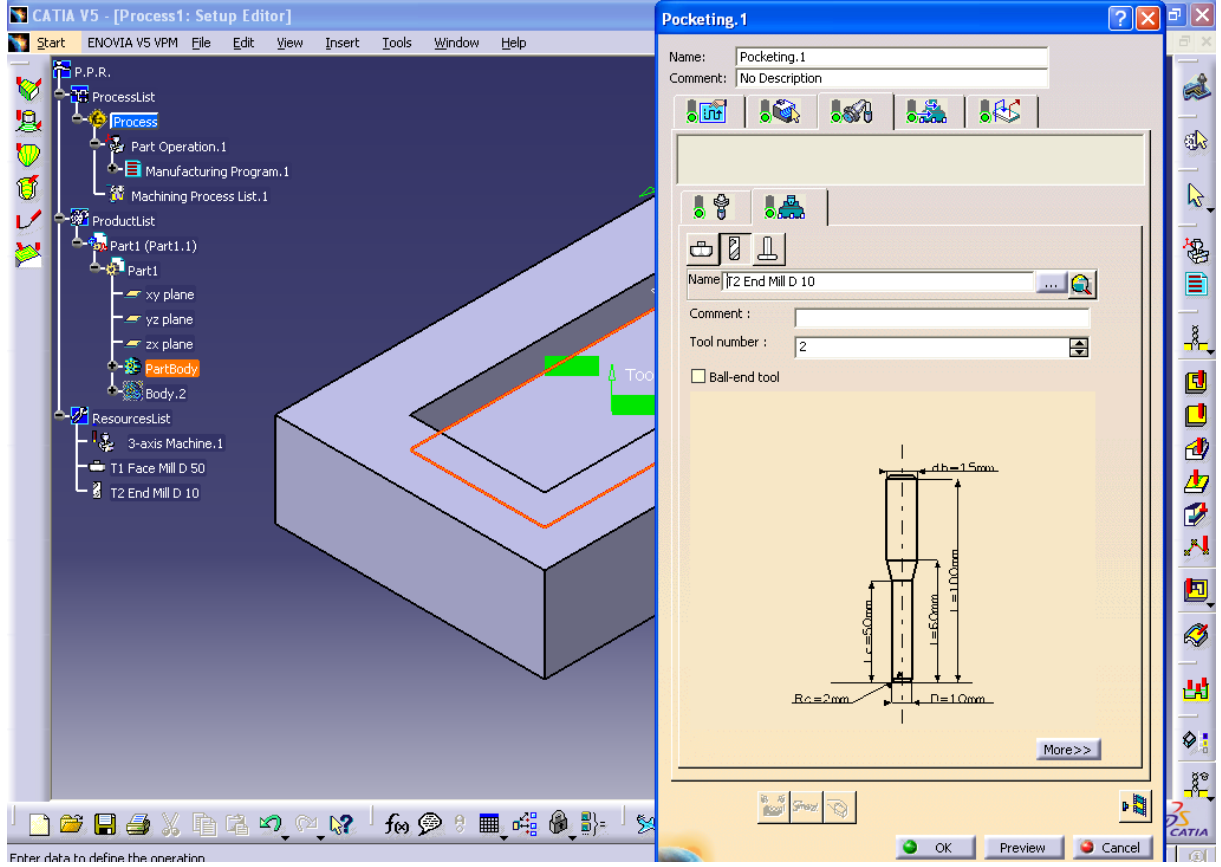 CATIA V5 - [Process1: Setup Editor]
Start ENOVIA V5 VPM File Edit View Insert Tools Window Help
P.P.R.
ProcessList
Process
Part Operation.1
Manufacturing Program.1
Machining Process List.1
ProductList
Part1 (Part1.1)
Part1
xy plane
yz plane
zx plane
PartBody
Body.2
ResourcesList
3-axis Machine.1
T1 Face Mill D 50
T2 End Mill D 10
Too
Pocketing.1
Name: Pocketing.1
Comment: No Description
Name T2 End Mill D 10
...
Comment :
Tool number : 2
Ball-end tool
db=15mm
L=100mm
l=60mm
Lc=50mm
Rc=2mm
D=10mm
More>>
OK Preview Cancel
f(x)
CATIA
Enter data to define the operation